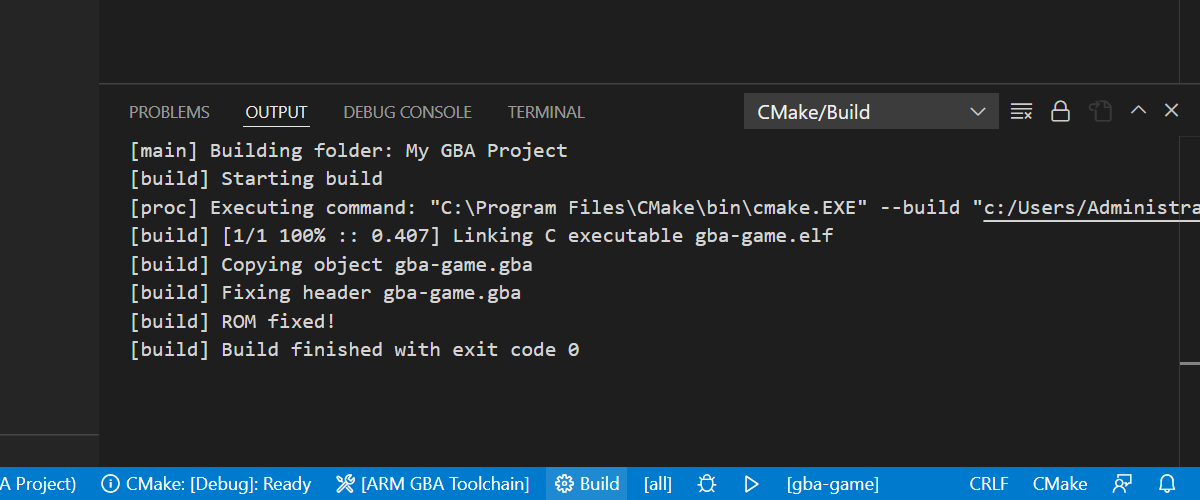 PROBLEMS OUTPUT DEBUG CONSOLE TERMINAL CMake/Build
[main] Building folder: My GBA Project
[build] Starting build
[proc] Executing command: "C:\Program Files\CMake\bin\cmake.EXE" --build "c:/Users/Administra
[build] [1/1 100% :: 0.407] Linking C executable gba-game.elf
[build] Copying object gba-game.gba
[build] Fixing header gba-game.gba
[build] ROM fixed!
[build] Build finished with exit code 0
A Project) CMake: [Debug]: Ready [ARM GBA Toolchain] Build [all] [gba-game] CRLF CMake